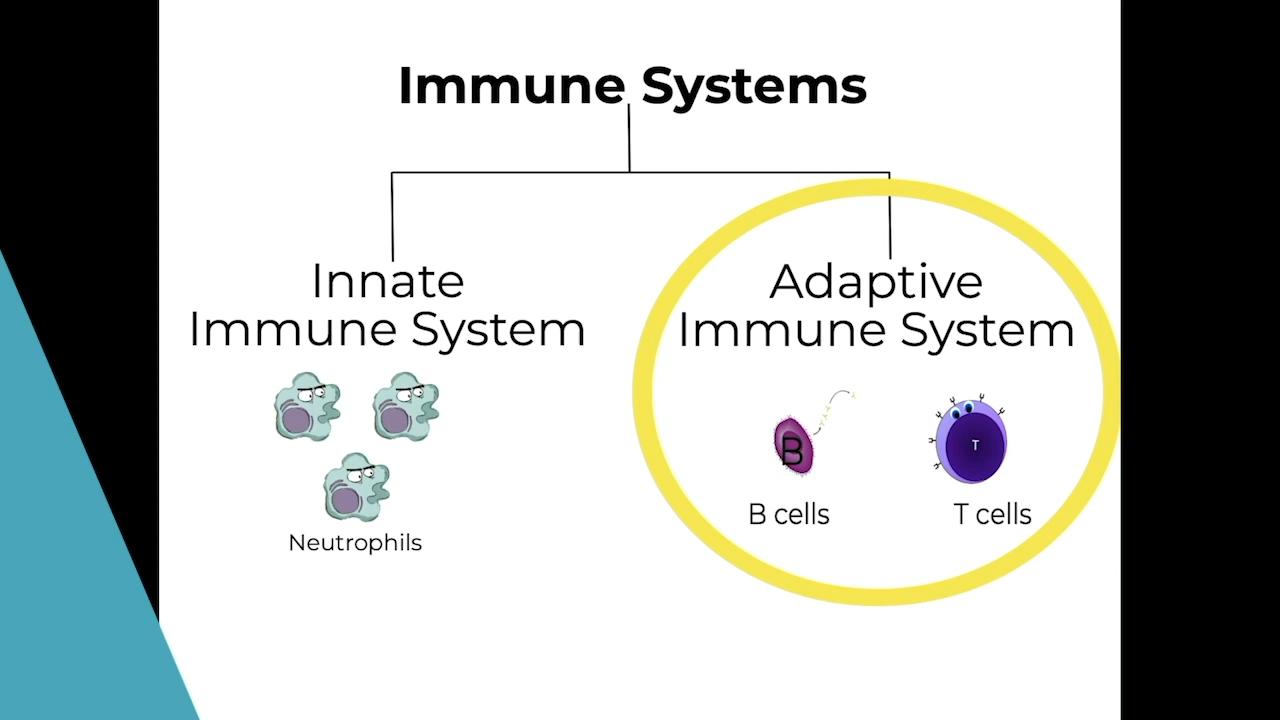 Immune Systems
Innate
Immune System
Adaptive
Immune System
B
T
B cells
T cells
Neutrophils